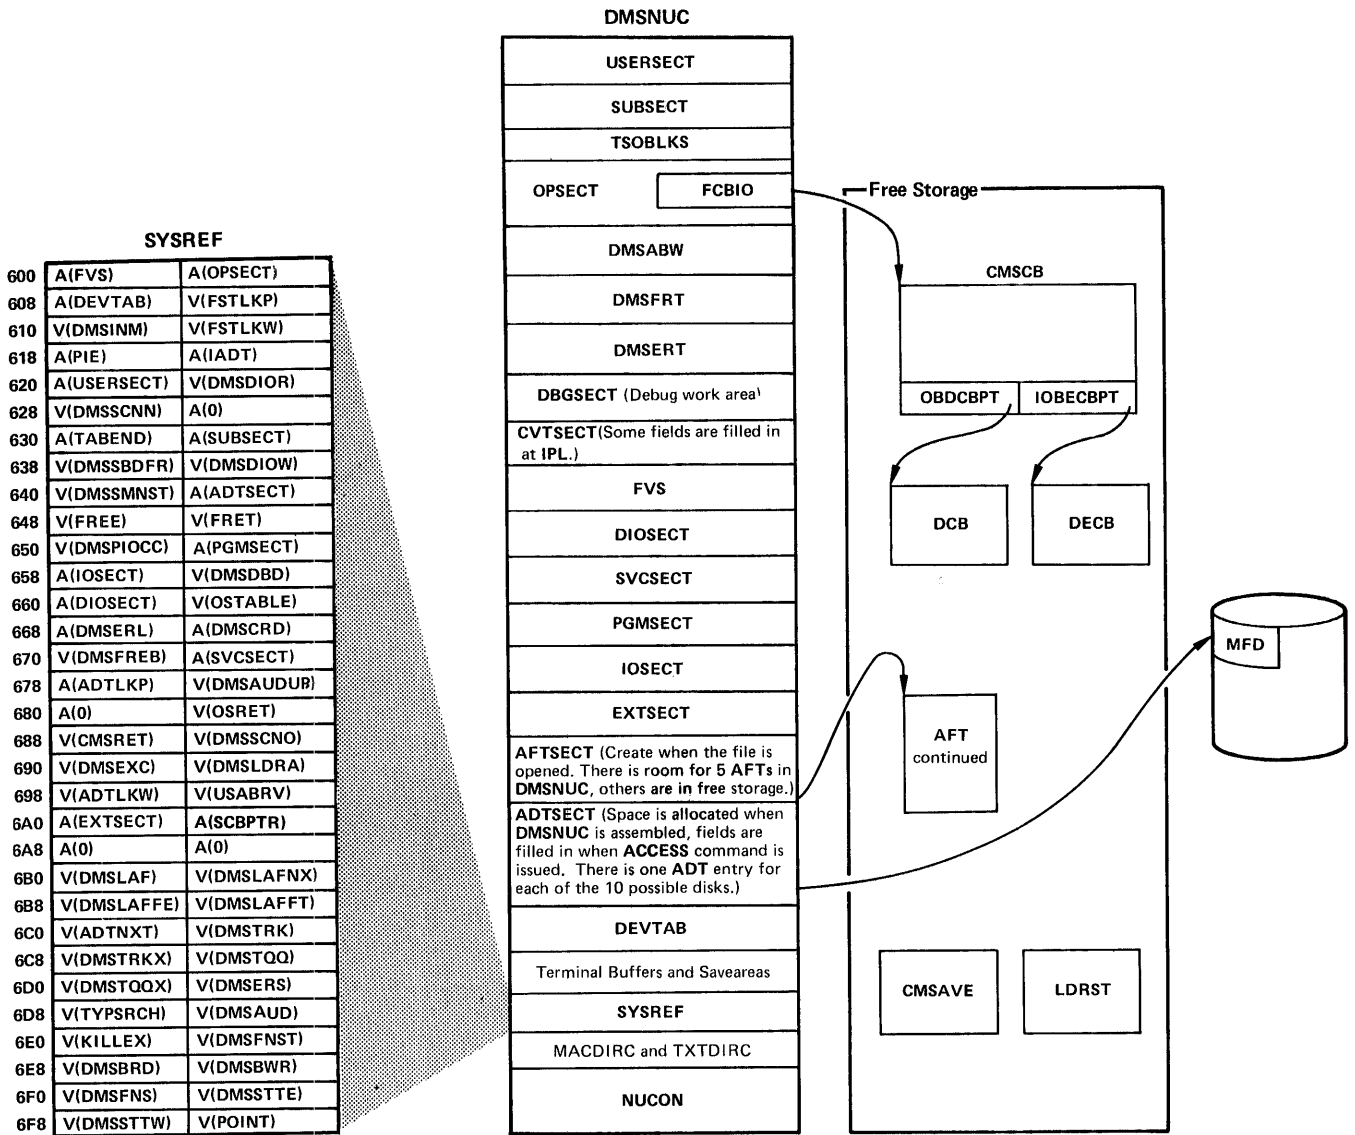 DMSNUC
USERSECT
SUBSECT
TSOBLKS
OPSECT FCBIO
DMSABW
DMSFRT
DMSERT
DBGSECT (Debug work area)
CVTSECT(Some fields are filled in
at IPL.)
FVS
DIOSECT
SVCSECT
PGMSECT
IOSECT
EXTSECT
AFTSECT (Create when the file is
opened. There is room for 5 AFTs in
DMSNUC, others are in free storage.)
ADTSECT (Space is allocated when
DMSNUC is assembled, fields are
filled in when ACCESS command is
issued. There is one ADT entry for
each of the 10 possible disks.)
DEVTAB
Terminal Buffers and Saveareas
SYSREF
MACDIRC and TXTDIRC
NUCON
SYSREF
600 A(FVS) A(OPSECT)
608 A(DEVTAB) V(FSTLKP)
610 V(DMSINM) V(FSTLKW)
618 A(PIE) A(IADT)
620 A(USERSECT) V(DMSDIOR)
628 V(DMSSCNN) A(0)
630 A(TABEND) A(SUBSECT)
638 V(DMSSBDFR) V(DMSDIOW)
640 V(DMSSMNST) A(ADTSECT)
648 V(FREE) V(FRET)
650 V(DMSPIOCC) A(PGMSECT)
658 A(IOSECT) V(DMSDBD)
660 A(DIOSECT) V(OSTABLE)
668 A(DMSERL) A(DMSCRD)
670 V(DMSFREB) A(SVCSECT)
678 A(ADTLKP) V(DMSAUDUB)
680 A(0) V(OSRET)
688 V(CMSRET) V(DMSSCNO)
690 V(DMSEXC) V(DMSLDRA)
698 V(ADTLKW) V(USABRV)
6A0 A(EXTSECT) A(SCBPTR)
6A8 A(0) A(0)
6B0 V(DMSLAF) V(DMSLAFNX)
6B8 V(DMSLAFFE) V(DMSLAFFT)
6C0 V(ADTNXT) V(DMSTRK)
6C8 V(DMSTRKX) V(DMSTQQ)
6D0 V(DMSTQQX) V(DMSERS)
6D8 V(TYPSRCH) V(DMSAUD)
6E0 V(KILLEX) V(DMSFNST)
6E8 V(DMSBRD) V(DMSBWR)
6F0 V(DMSFNS) V(DMSSTTE)
6F8 V(DMSSTTW) V(POINT)
Free Storage
CMSCB
OBDCBPT IOBECBPT
DCB DECB
AFT
continued
CMSAVE LDRST
MFD